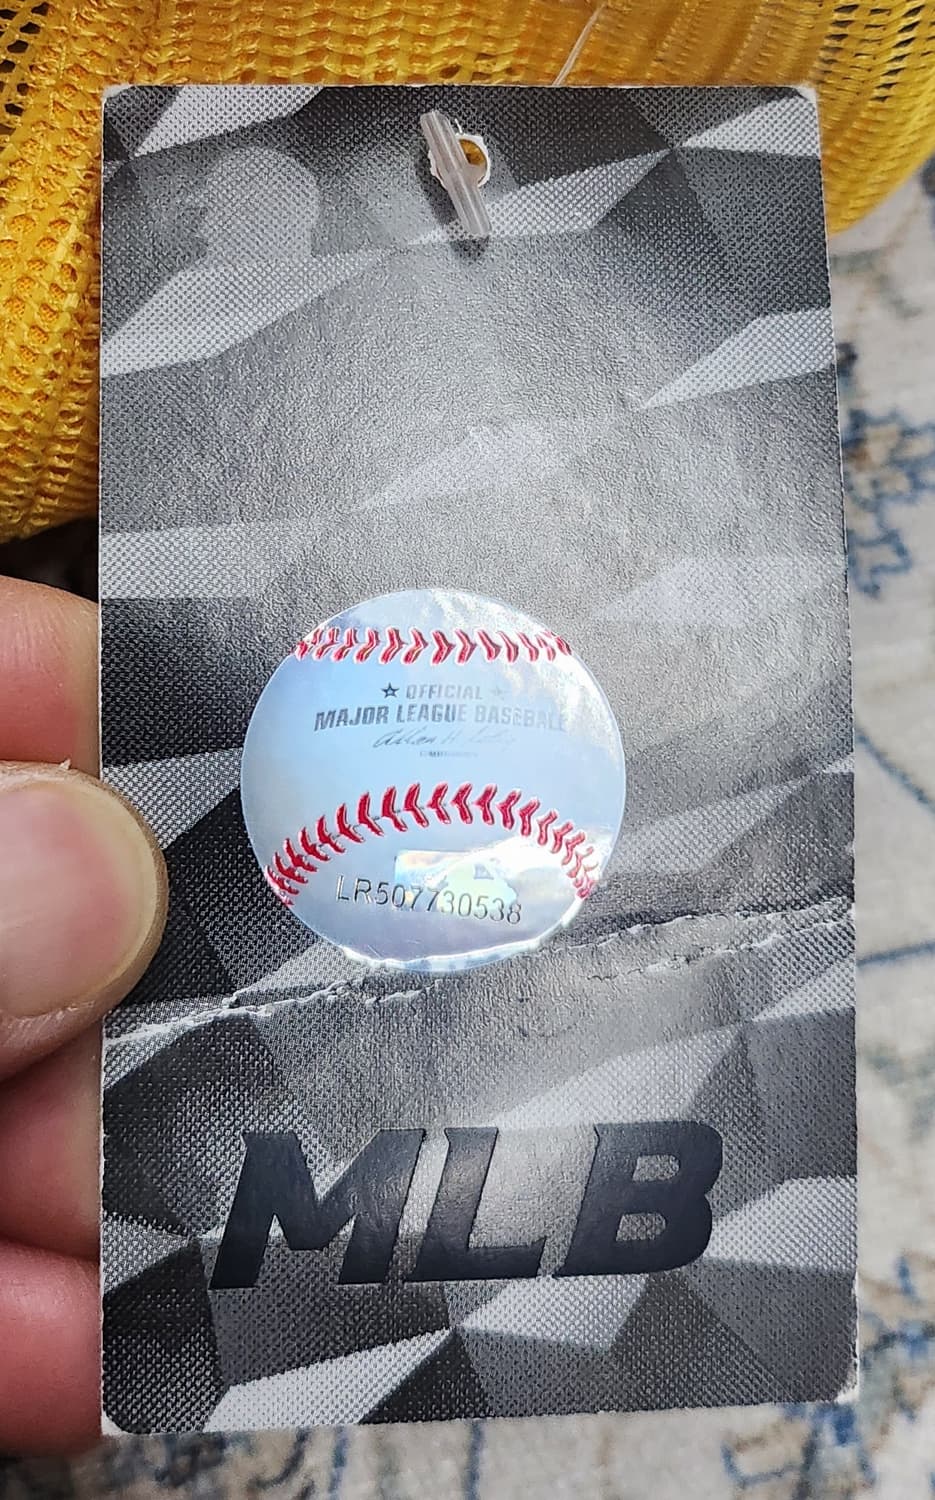 OFFICIAL
MAJOR LEAGUE BASEBALL
LR507730538
MLB